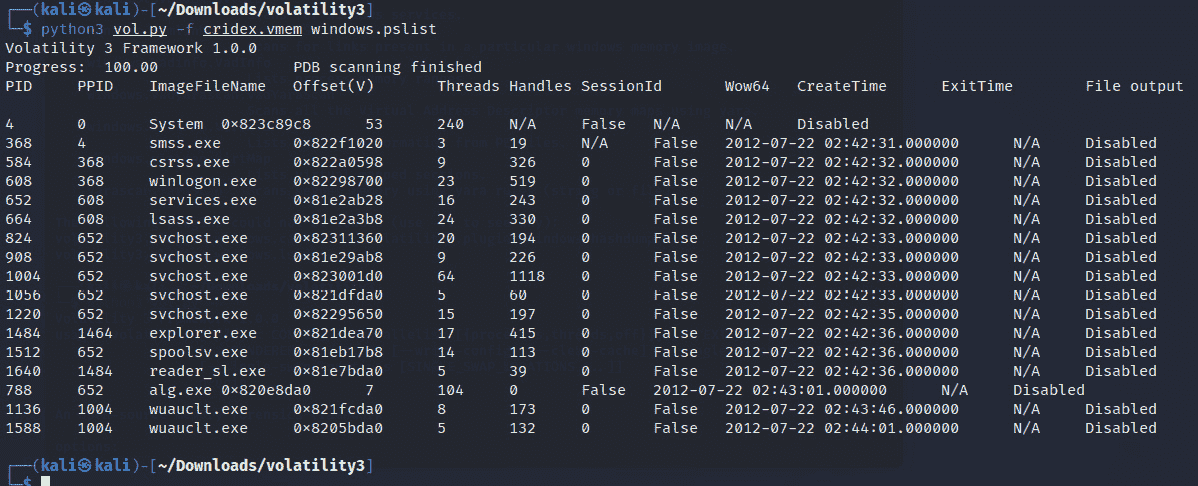 ┌──(kali㉿kali)-[~/Downloads/volatility3]
└─$ python3 vol.py -f cridex.vmem windows.pslist
Volatility 3 Framework 1.0.0
Progress:  100.00               PDB scanning finished
PID     PPID    ImageFileName   Offset(V)       Threads Handles SessionId       Wow64   CreateTime      ExitTime        File output

4       0       System  0×823c89c8      53      240     N/A     False   N/A     N/A     Disabled
368     4       smss.exe        0×822f1020      3       19      N/A     False   2012-07-22 02:42:31.000000      N/A     Disabled
584     368     csrss.exe       0×822a0598      9       326     0       False   2012-07-22 02:42:32.000000      N/A     Disabled
608     368     winlogon.exe    0×82298700      23      519     0       False   2012-07-22 02:42:32.000000      N/A     Disabled
652     608     services.exe    0×81e2ab28      16      243     0       False   2012-07-22 02:42:32.000000      N/A     Disabled
664     608     lsass.exe       0×81e2a3b8      24      330     0       False   2012-07-22 02:42:32.000000      N/A     Disabled
824     652     svchost.exe     0×82311360      20      194     0       False   2012-07-22 02:42:33.000000      N/A     Disabled
908     652     svchost.exe     0×81e29ab8      9       226     0       False   2012-07-22 02:42:33.000000      N/A     Disabled
1004    652     svchost.exe     0×823001d0      64      1118    0       False   2012-07-22 02:42:33.000000      N/A     Disabled
1056    652     svchost.exe     0×821dfda0      5       60      0       False   2012-07-22 02:42:33.000000      N/A     Disabled
1220    652     svchost.exe     0×82295650      15      197     0       False   2012-07-22 02:42:35.000000      N/A     Disabled
1484    1464    explorer.exe    0×821dea70      17      415     0       False   2012-07-22 02:42:36.000000      N/A     Disabled
1512    652     spoolsv.exe     0×81eb17b8      14      113     0       False   2012-07-22 02:42:36.000000      N/A     Disabled
1640    1484    reader_sl.exe   0×81e7bda0      5       39      0       False   2012-07-22 02:42:36.000000      N/A     Disabled
788     652     alg.exe 0×820e8da0      7       104     0       False   2012-07-22 02:43:01.000000      N/A     Disabled
1136    1004    wuauclt.exe     0×821fcda0      8       173     0       False   2012-07-22 02:43:46.000000      N/A     Disabled
1588    1004    wuauclt.exe     0×8205bda0      5       132     0       False   2012-07-22 02:44:01.000000      N/A     Disabled

┌──(kali㉿kali)-[~/Downloads/volatility3]
└─$